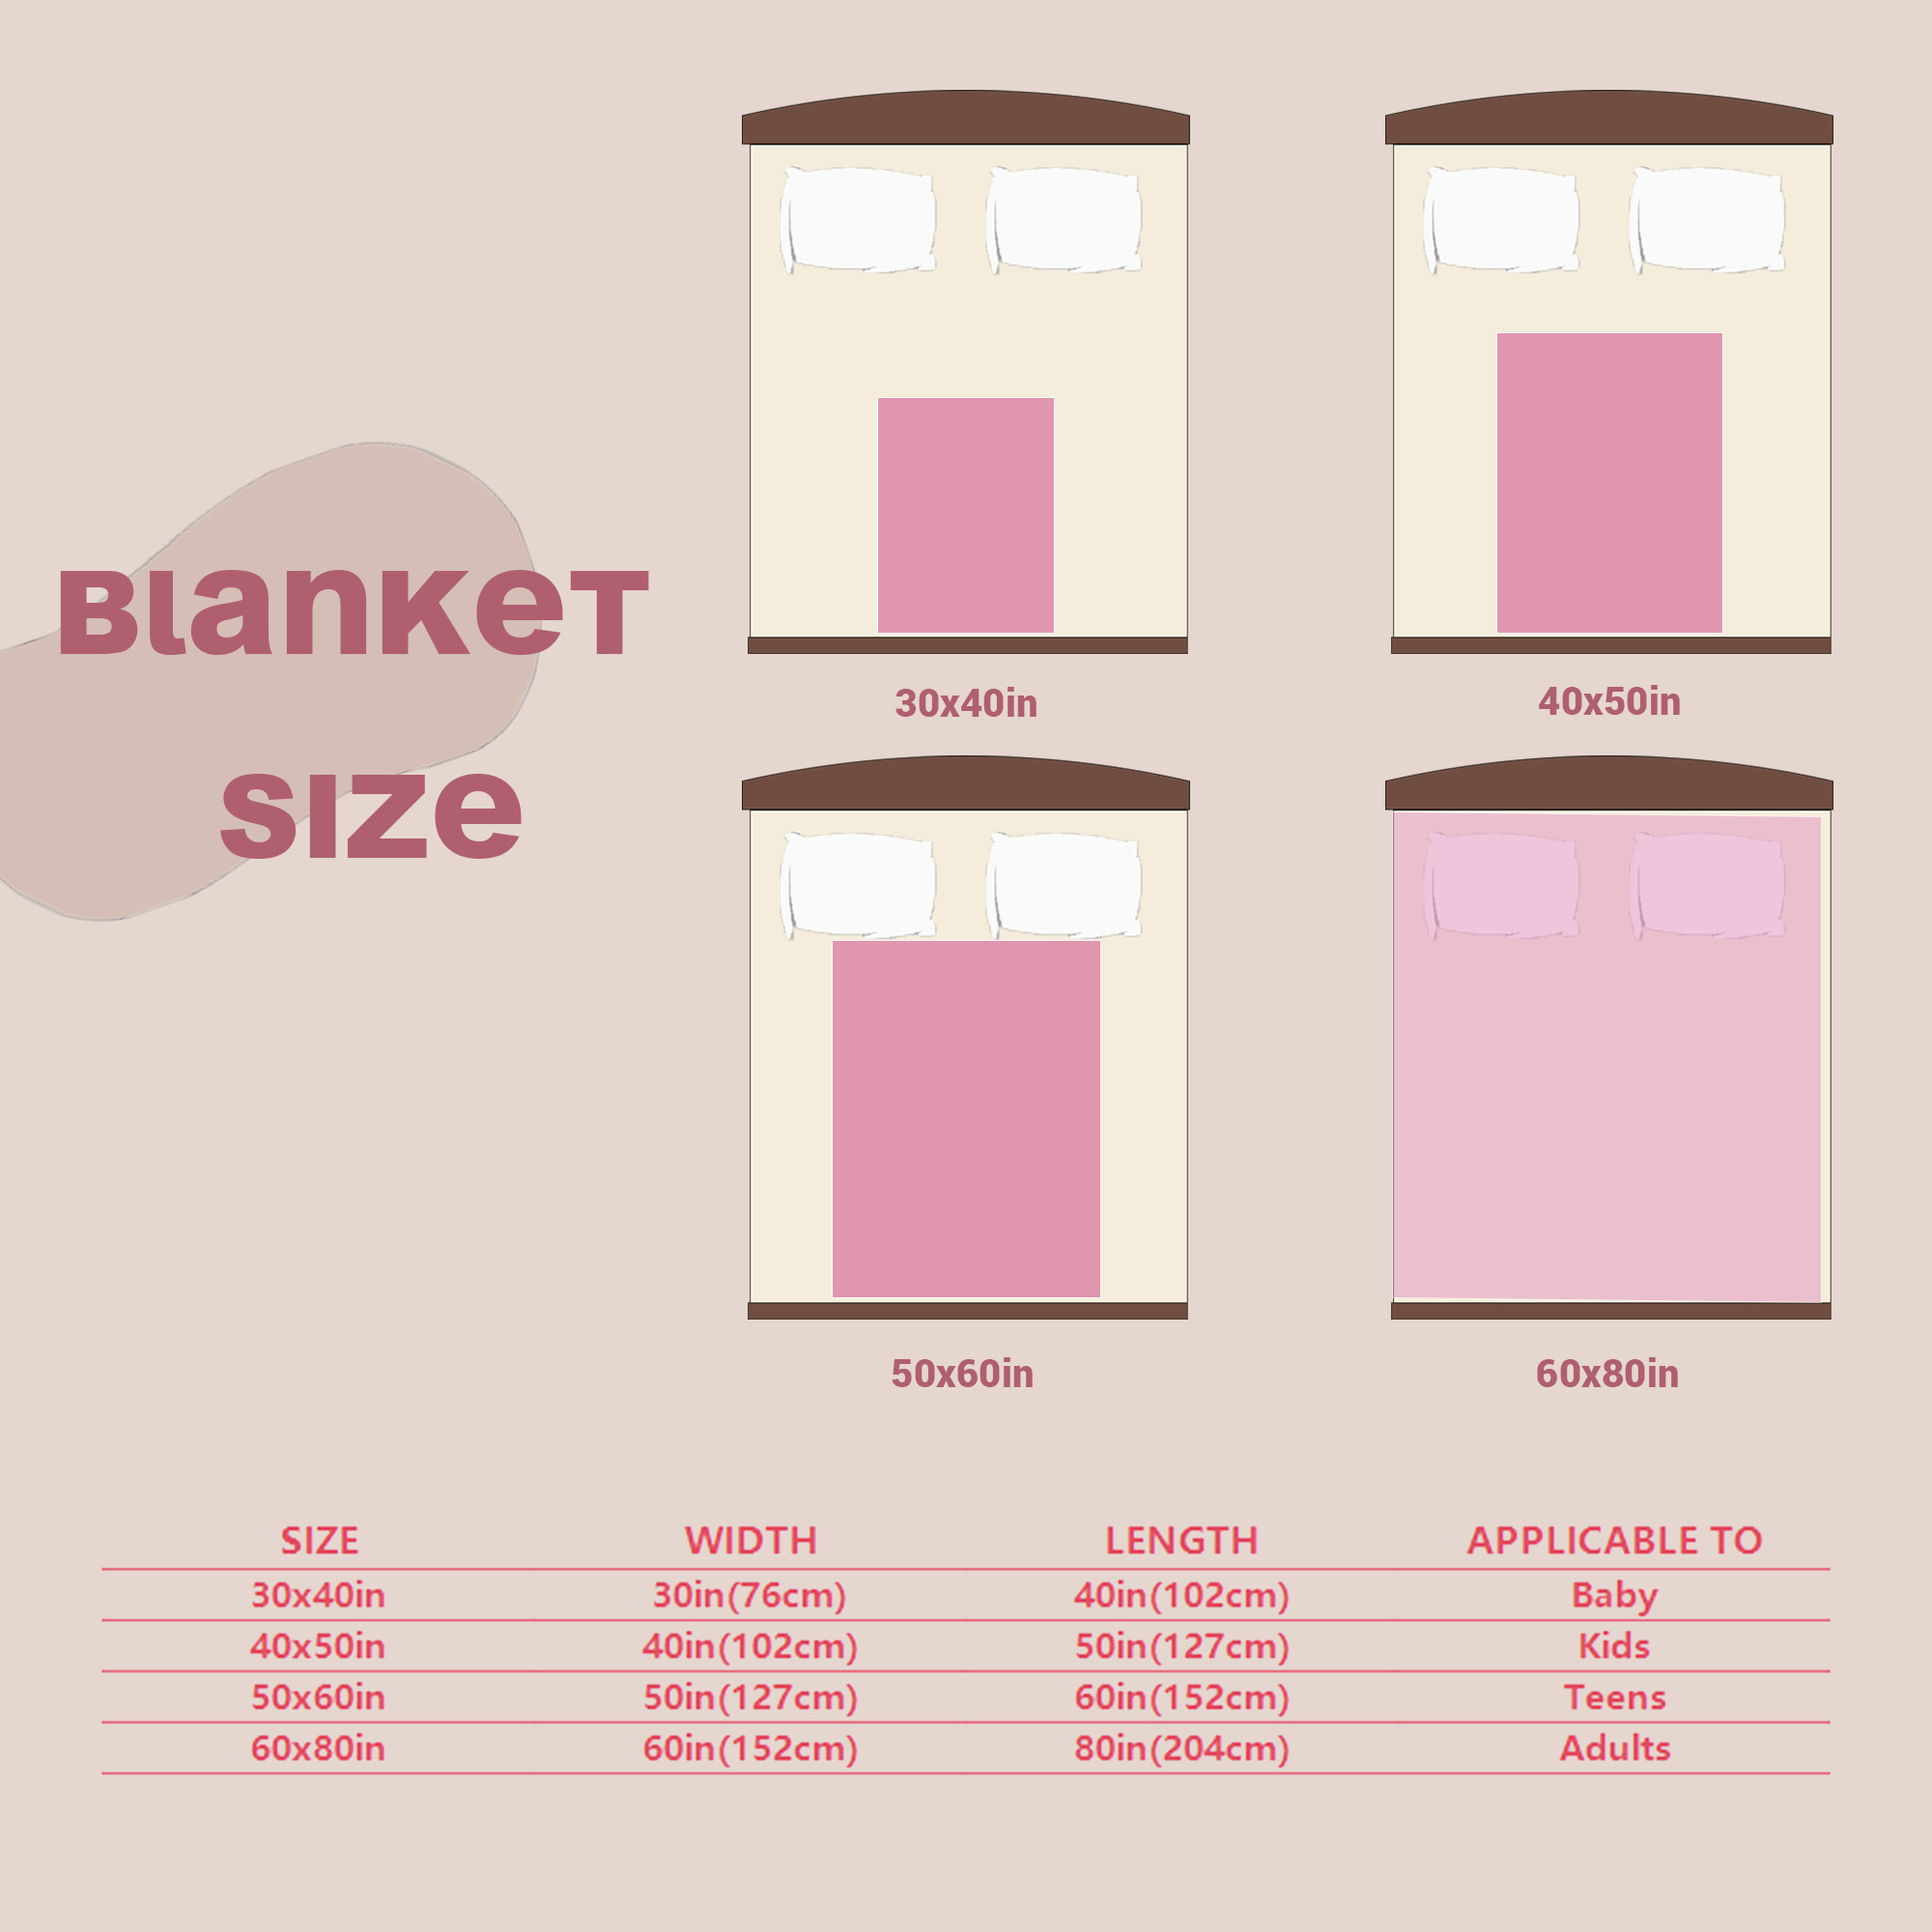 Blanket
Size
30x40in
40x50in
50x60in
60x80in
SIZE WIDTH LENGTH APPLICABLE TO
30x40in 30in(76cm) 40in(102cm) Baby
40x50in 40in(102cm) 50in(127cm) Kids
50x60in 50in(127cm) 60in(152cm) Teens
60x80in 60in(152cm) 80in(204cm) Adults